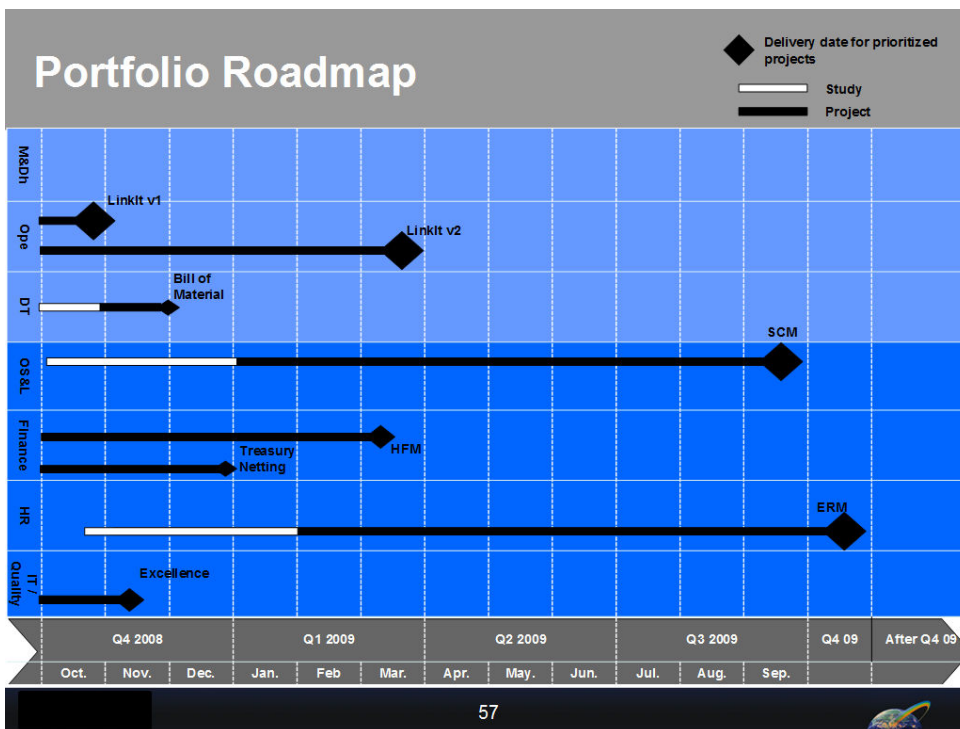 Portfolio Roadmap
Delivery date for prioritized
projects
Study
Project
M&Dh
LinkIt v1
Ope
LinkIt v2
DT
Bill of
Material
OS&L
SCM
Finance
HFM
Treasury
Netting
HR
ERM
IT /
Quality
Excellence
Q4 2008 Q1 2009 Q2 2009 Q3 2009 Q4 09 After Q4 09
Oct. Nov. Dec. Jan. Feb Mar. Apr. May. Jun. Jul. Aug. Sep.
57